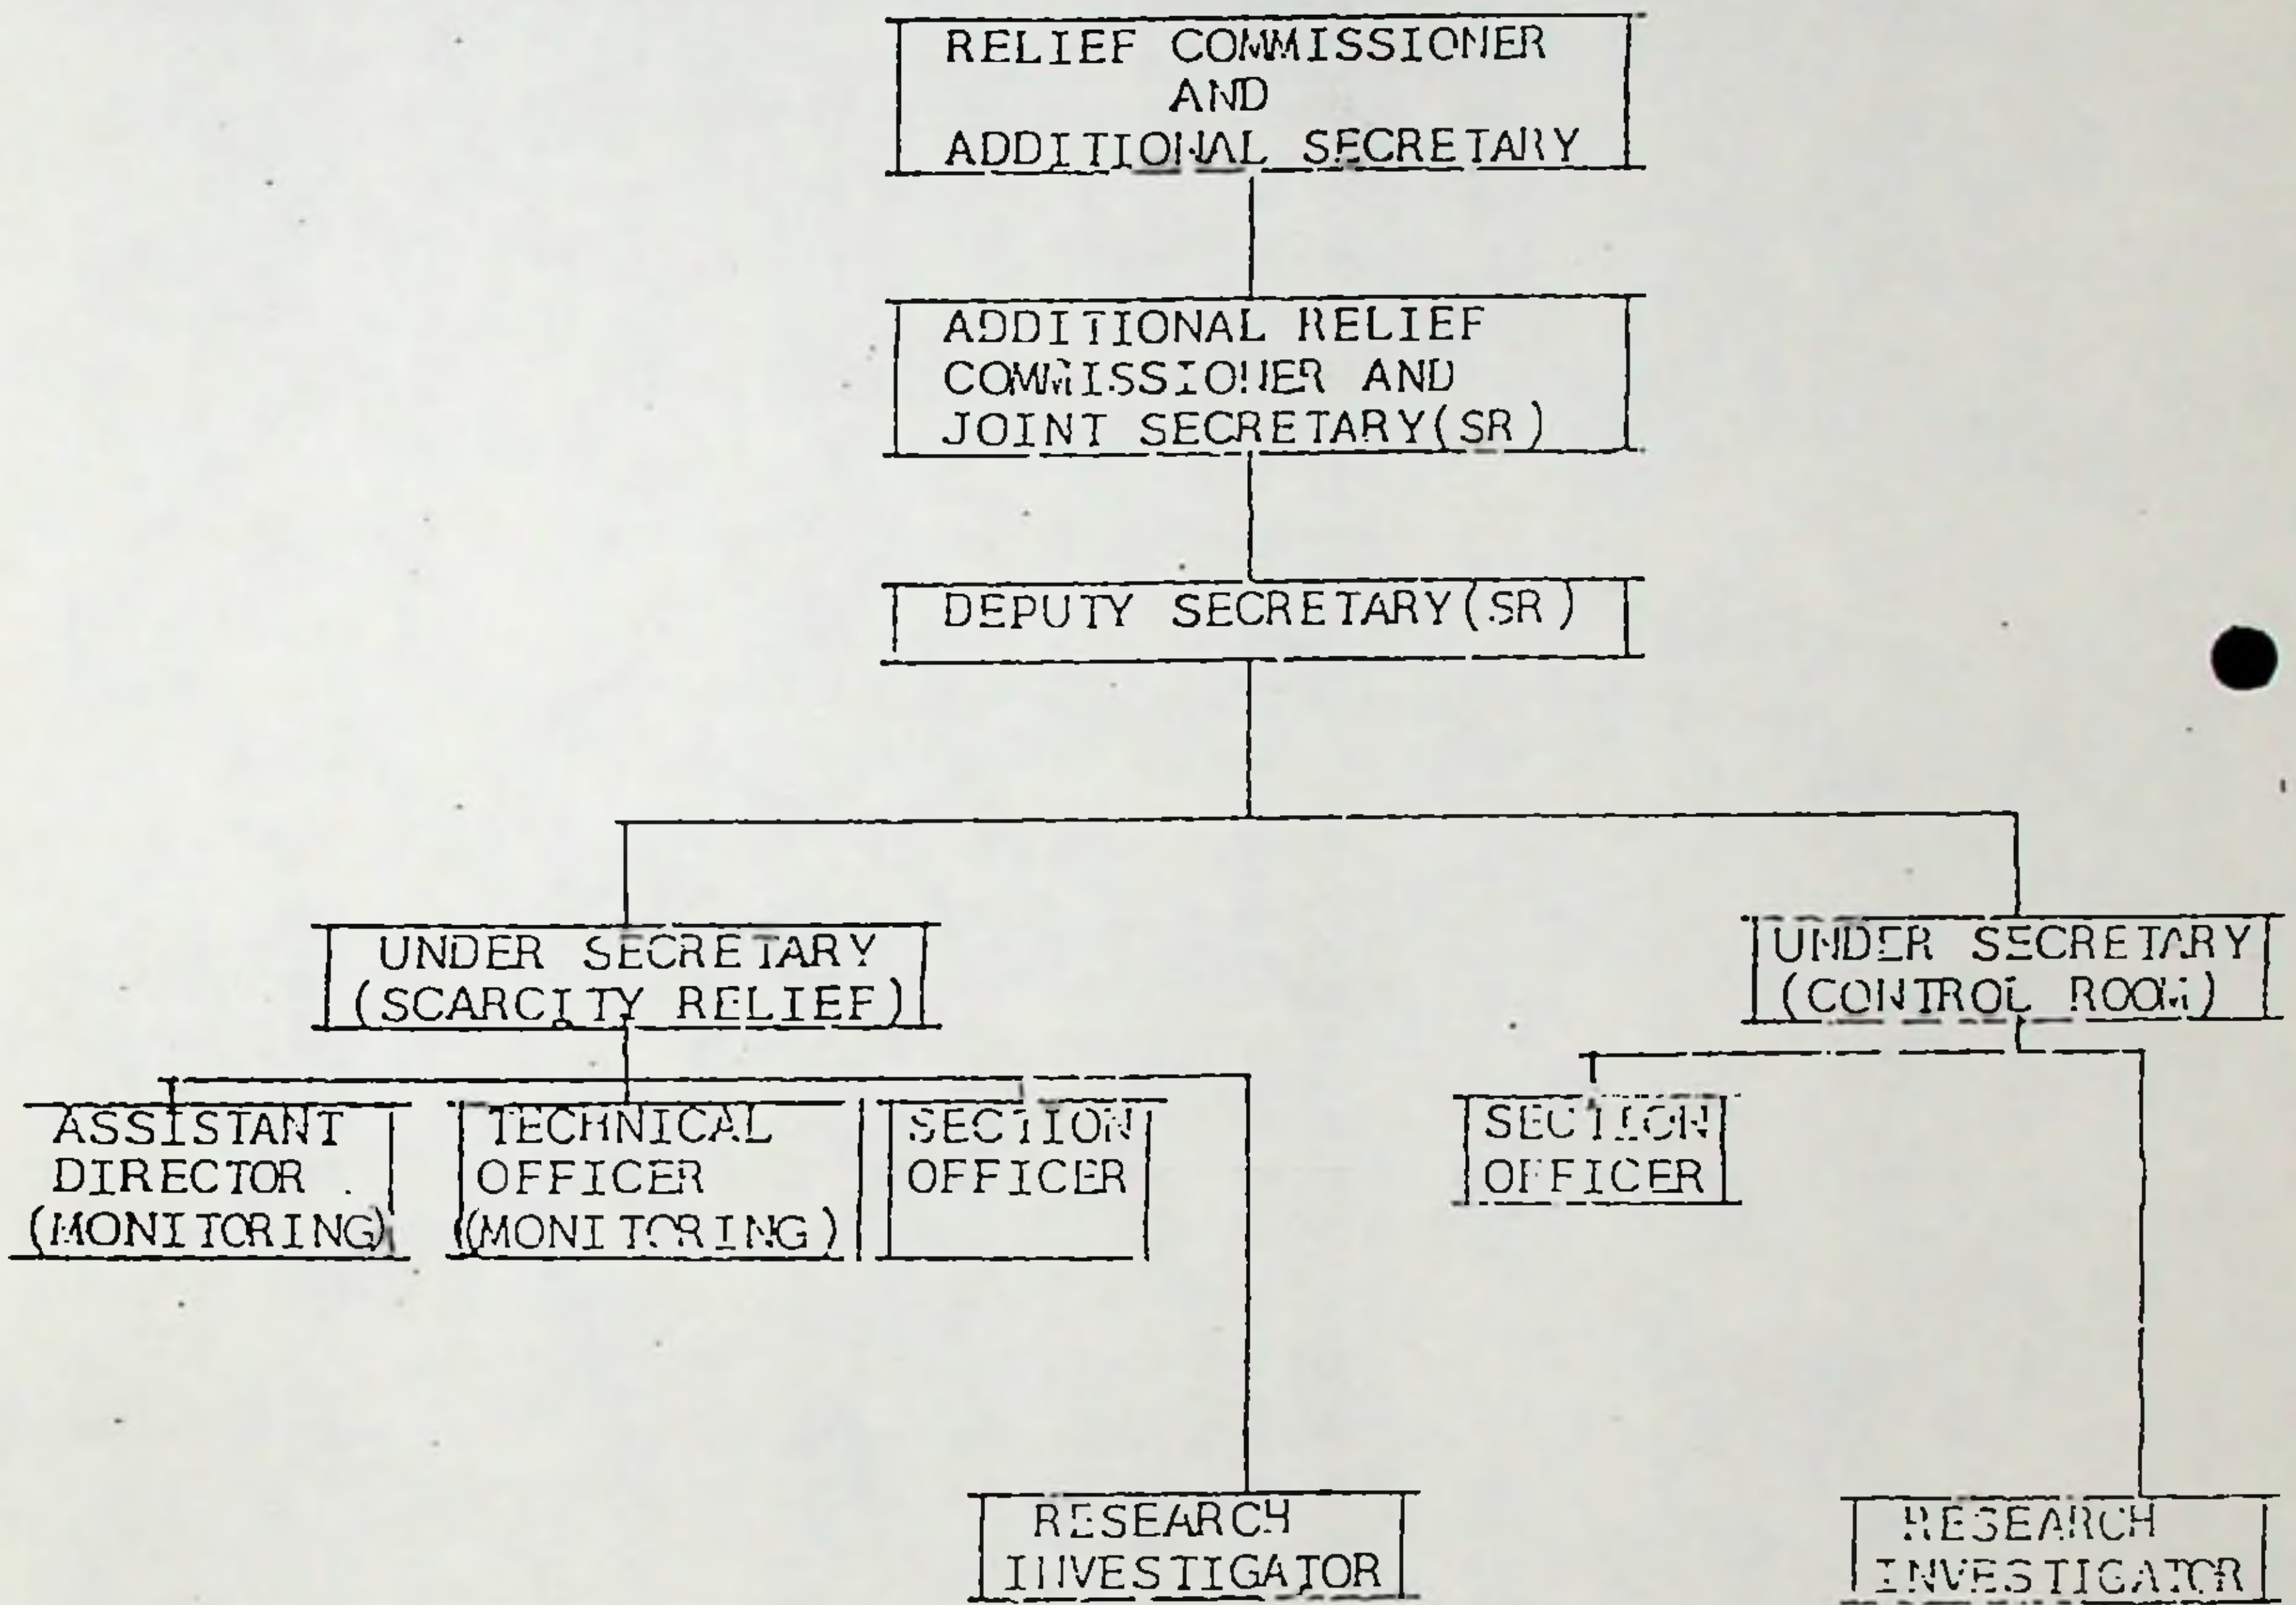 RELIEF COMMISSIONER
AND
ADDITIONAL SECRETARY
ADDITIONAL RELIEF
COMMISSIONER AND
JOINT SECRETARY(SR)
DEPUTY SECRETARY(SR)
UNDER SECRETARY
(SCARCITY RELIEF)
UNDER SECRETARY
(CONTROL ROOM)
ASSISTANT
DIRECTOR
(MONITORING)
TECHNICAL
OFFICER
(MONITORING)
SECTION
OFFICER
SECTION
OFFICER
RESEARCH
INVESTIGATOR
RESEARCH
INVESTIGATOR